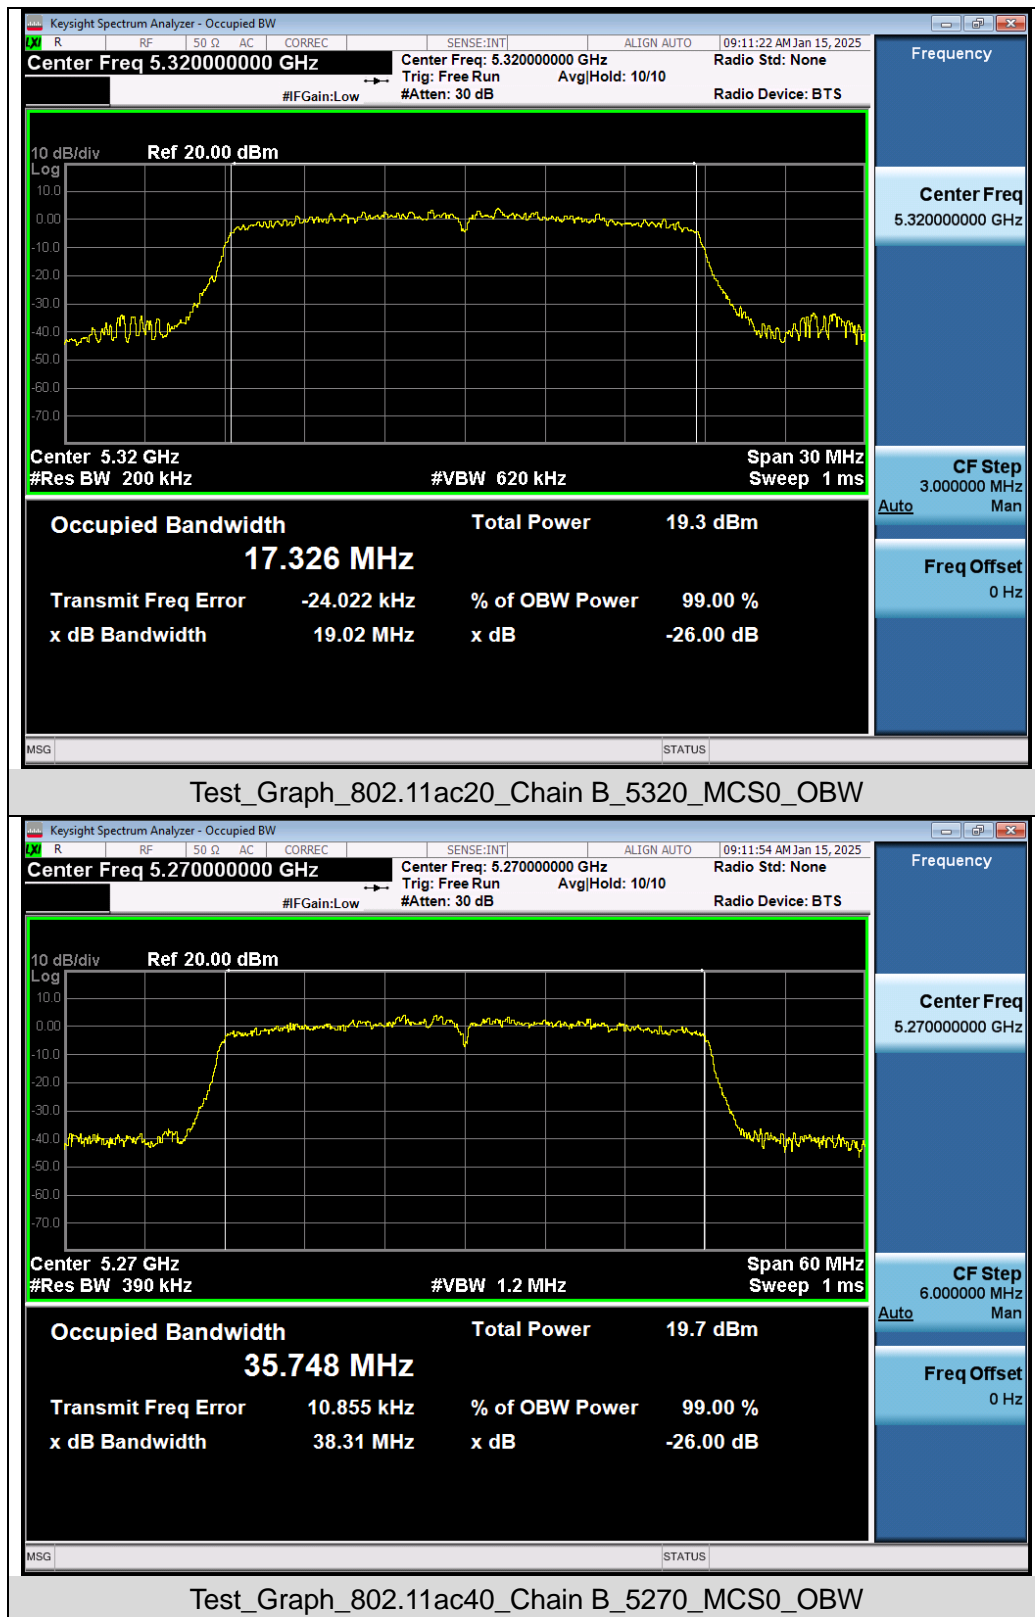 Keysight Spectrum Analyzer - Occupied BW
LXI R RF 50 Ω AC CORREC SENSE:INT ALIGN AUTO 09:11:22 AM Jan 15, 2025
Center Freq 5.320000000 GHz
Center Freq: 5.320000000 GHz
Radio Std: None
Trig: Free Run Avg|Hold: 10/10
#IFGain:Low
#Atten: 30 dB
Radio Device: BTS
Frequency
10 dB/div Ref 20.00 dBm
Log
10.0
0.00
-10.0
-20.0
-30.0
-40.0
-50.0
-60.0
-70.0
Center Freq
5.320000000 GHz
Center 5.32 GHz
Span 30 MHz
#Res BW 200 kHz
#VBW 620 kHz
Sweep 1 ms
CF Step
3.000000 MHz
Auto Man
Occupied Bandwidth
Total Power 19.3 dBm
17.326 MHz
Freq Offset
0 Hz
Transmit Freq Error -24.022 kHz
% of OBW Power 99.00 %
x dB Bandwidth 19.02 MHz
x dB -26.00 dB
MSG STATUS
Test_Graph_802.11ac20_Chain B_5320_MCS0_OBW
Keysight Spectrum Analyzer - Occupied BW
LXI R RF 50 Ω AC CORREC SENSE:INT ALIGN AUTO 09:11:54 AM Jan 15, 2025
Center Freq 5.270000000 GHz
Center Freq: 5.270000000 GHz
Radio Std: None
Trig: Free Run Avg|Hold: 10/10
#IFGain:Low
#Atten: 30 dB
Radio Device: BTS
Frequency
10 dB/div Ref 20.00 dBm
Log
10.0
0.00
-10.0
-20.0
-30.0
-40.0
-50.0
-60.0
-70.0
Center Freq
5.270000000 GHz
Center 5.27 GHz
Span 60 MHz
#Res BW 390 kHz
#VBW 1.2 MHz
Sweep 1 ms
CF Step
6.000000 MHz
Auto Man
Occupied Bandwidth
Total Power 19.7 dBm
35.748 MHz
Freq Offset
0 Hz
Transmit Freq Error 10.855 kHz
% of OBW Power 99.00 %
x dB Bandwidth 38.31 MHz
x dB -26.00 dB
MSG STATUS
Test_Graph_802.11ac40_Chain B_5270_MCS0_OBW